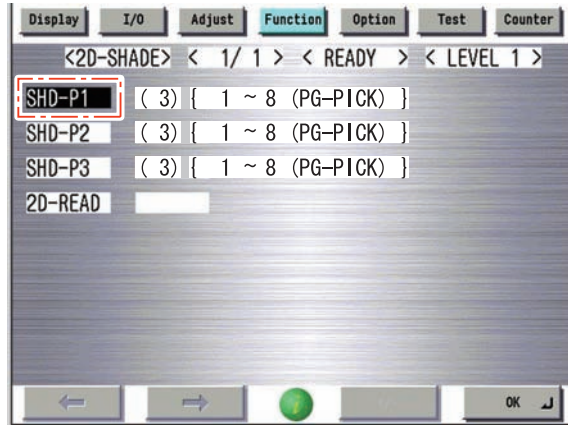 Display I/O Adjust Function Option Test Counter
<2D-SHADE> < 1/ 1 > < READY > < LEVEL 1 >
SHD-P1 ( 3) { 1 ~ 8 (PG-PICK) }
SHD-P2 ( 3) { 1 ~ 8 (PG-PICK) }
SHD-P3 ( 3) { 1 ~ 8 (PG-PICK) }
2D-READ
OK